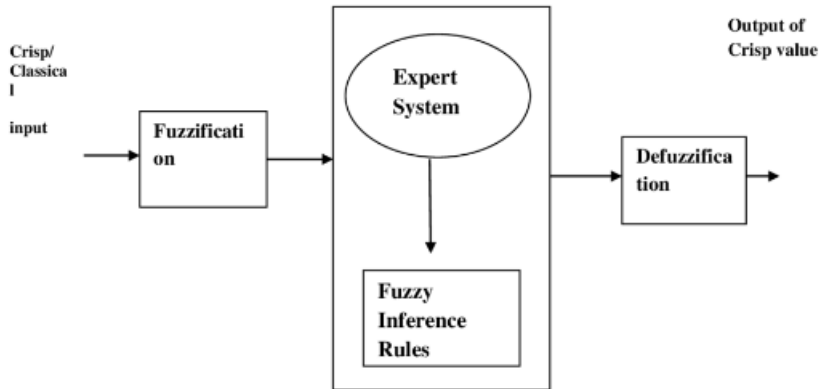 Crisp/
Classica
l
input
Fuzzificati
on
Expert
System
Fuzzy
Inference
Rules
Defuzzifica
tion
Output of
Crisp value